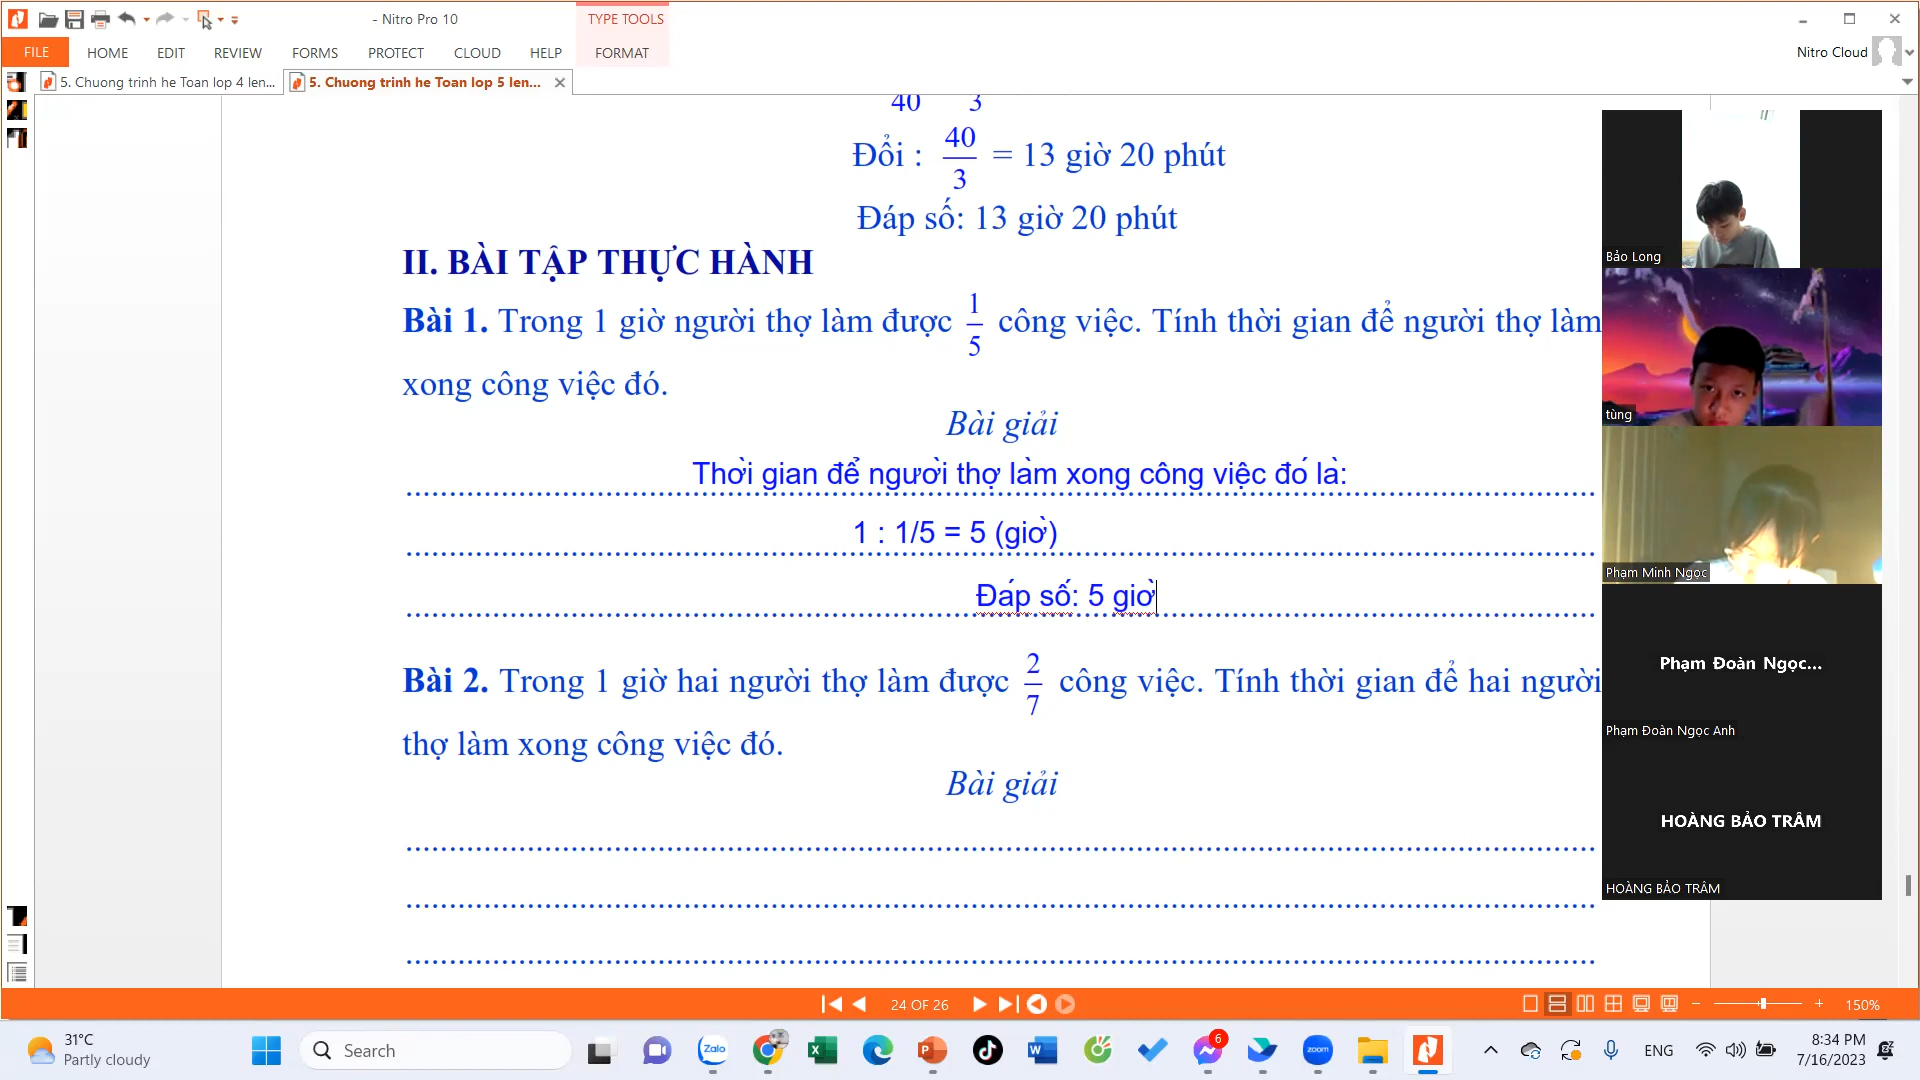 - Nitro Pro 10
TYPE TOOLS
FILE HOME EDIT REVIEW FORMS PROTECT CLOUD HELP FORMAT
Nitro Cloud
5. Chuong trinh he Toan lop 4 len...
5. Chuong trinh he Toan lop 5 len...
40 3
Đổi : 40/3 = 13 giờ 20 phút
Đáp số: 13 giờ 20 phút
II. BÀI TẬP THỰC HÀNH
Bài 1. Trong 1 giờ người thợ làm được 1/5 công việc. Tính thời gian để người thợ làm
xong công việc đó.
Bài giải
Thời gian để người thợ làm xong công việc đó là:
1 : 1/5 = 5 (giờ)
Đáp số: 5 giờ
Bài 2. Trong 1 giờ hai người thợ làm được 2/7 công việc. Tính thời gian để hai người
thợ làm xong công việc đó.
Bài giải
Bảo Long
tùng
Phạm Minh Ngọc
Phạm Đoàn Ngọc...
Phạm Đoàn Ngọc Anh
HOÀNG BẢO TRÂM
HOÀNG BẢO TRÂM
24 OF 26
150%
31°C
Partly cloudy
Search
Zalo
zoom
6
ENG
8:34 PM
7/16/2023